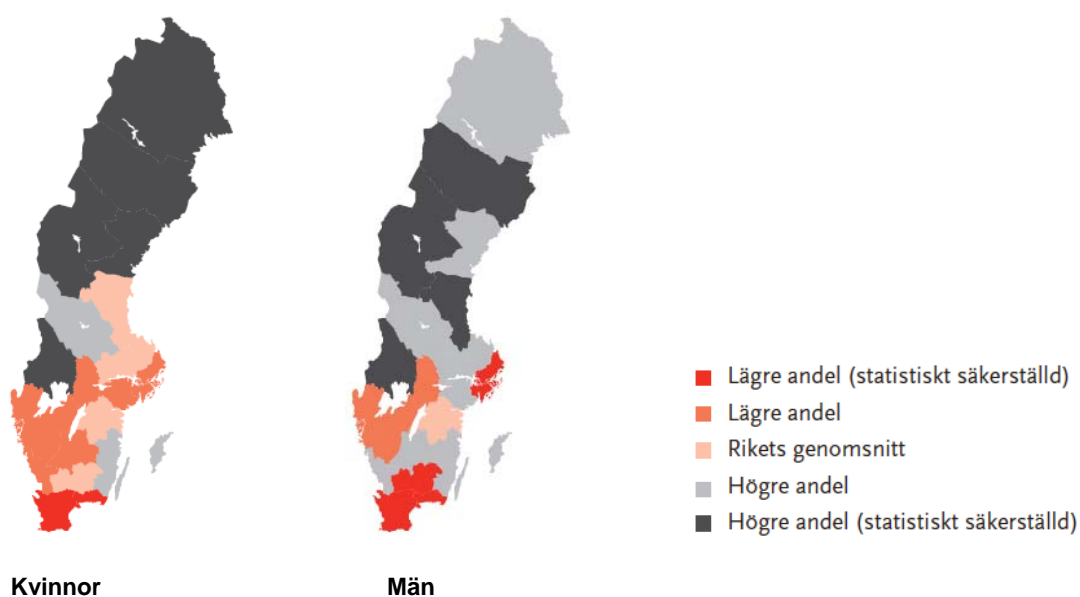 Lägre andel (statistiskt säkerställd)
Lägre andel
Rikets genomsnitt
Högre andel
Högre andel (statistiskt säkerställd)
Kvinnor
Män